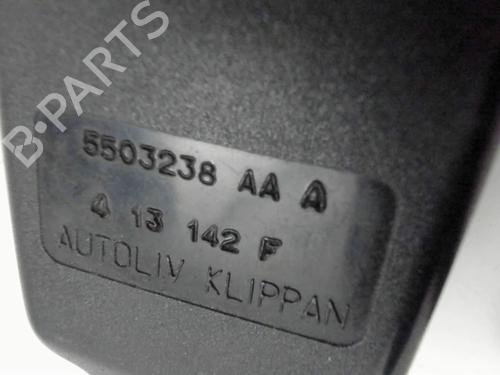 B-PARTS
5503238 AA A
4 13 142 F
AUTOLIV KLIPPAN